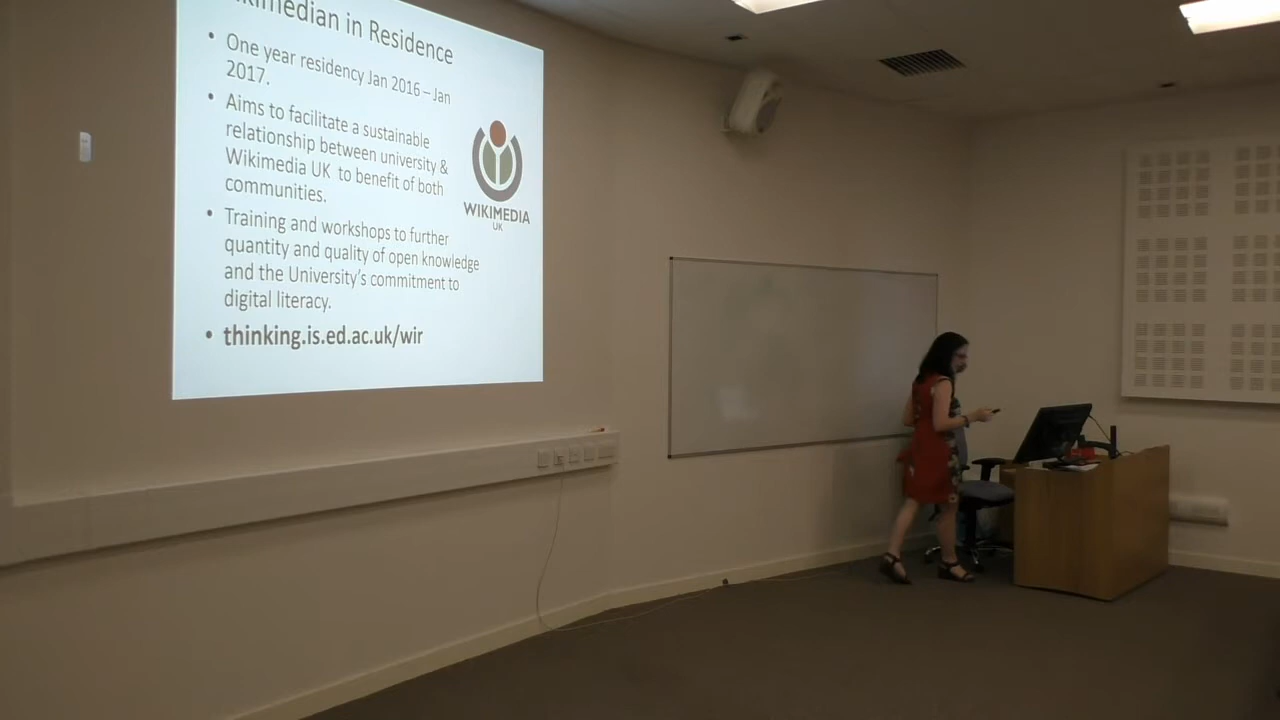 kimedian in Residence
• One year residency Jan 2016 – Jan
2017.
• Aims to facilitate a sustainable
relationship between university &
Wikimedia UK to benefit of both
communities.
• Training and workshops to further
quantity and quality of open knowledge
and the University's commitment to
digital literacy.
• thinking.is.ed.ac.uk/wir
WIKIMEDIA
UK